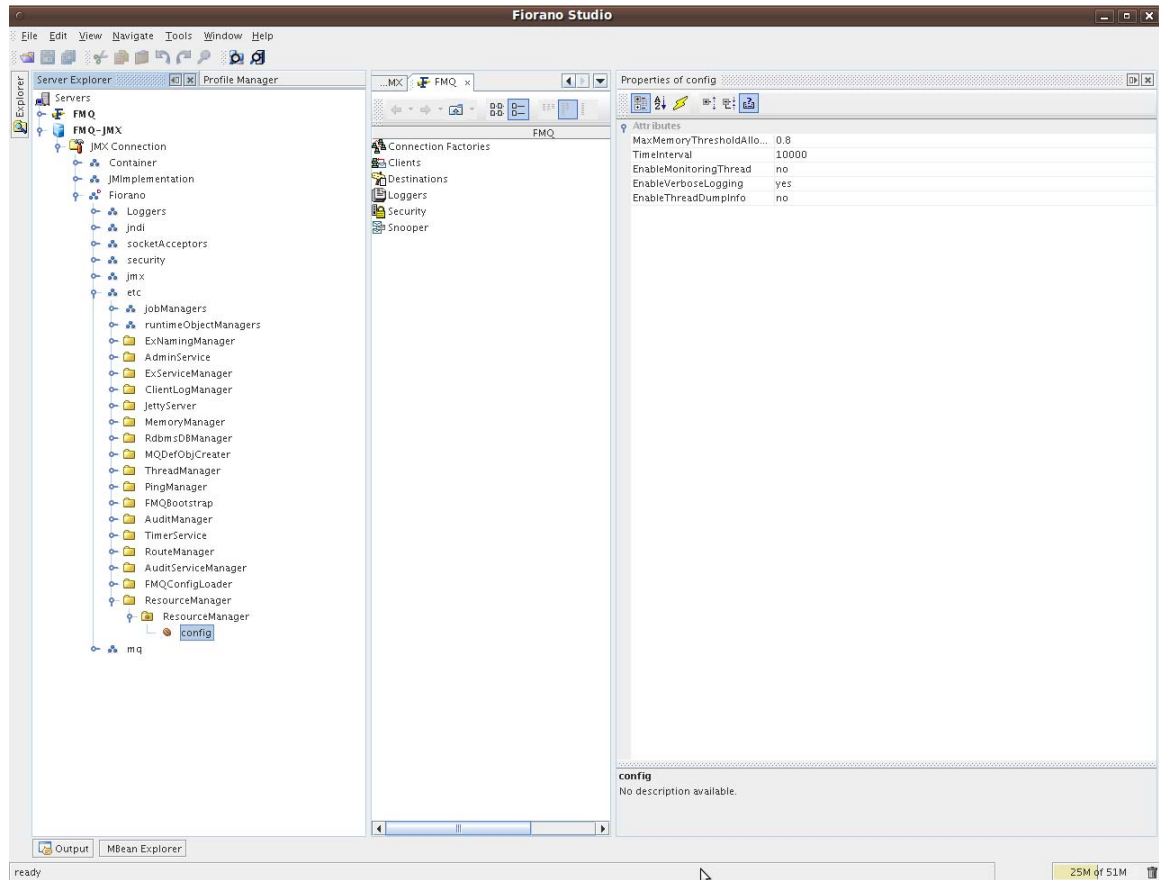 Fiorano Studio
File Edit View Navigate Tools Window Help
Explorer
Server Explorer
Profile Manager
Servers
FMQ
FMQ-JMX
JMX Connection
Container
JMImplementation
Fiorano
Loggers
jndi
socketAcceptors
security
jmx
etc
jobManagers
runtimeObjectManagers
ExNamingManager
AdminService
ExServiceManager
ClientLogManager
JettyServer
MemoryManager
RdbmsDBManager
MQDefObjCreater
ThreadManager
PingManager
FMQBootstrap
AuditManager
TimerService
RouteManager
AuditServiceManager
FMQConfigLoader
ResourceManager
ResourceManager
config
mq
...MX FMQ
FMQ
Connection Factories
Clients
Destinations
Loggers
Security
Snooper
Properties of config
Attributes
MaxMemoryThresholdAllo... 0.8
TimeInterval 10000
EnableMonitoringThread no
EnableVerboseLogging yes
EnableThreadDumpInfo no
config
No description available.
Output
MBean Explorer
ready
25M of 51M